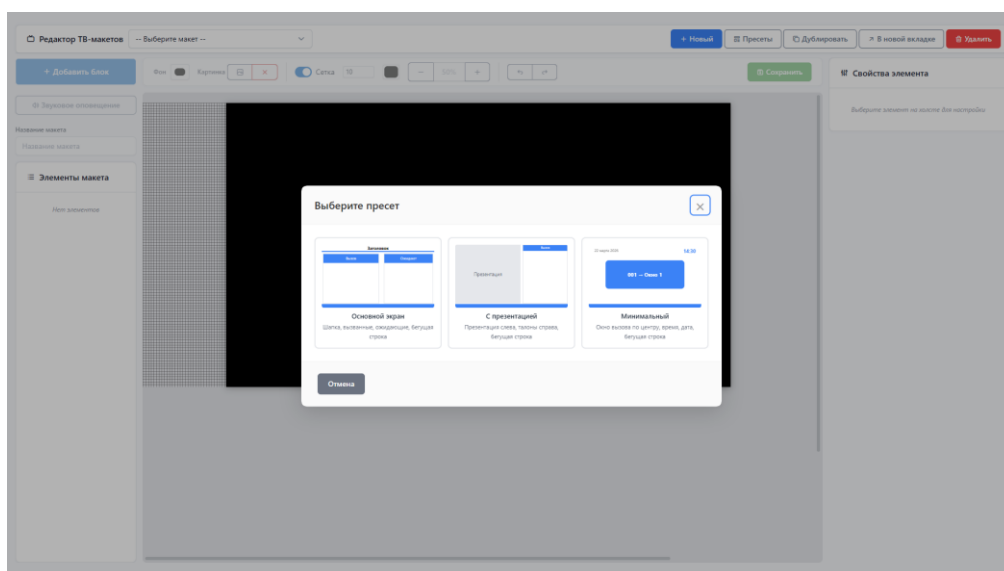 Редактор ТВ-макетов
-- Выберите макет --
+ Новый
Пресеты
Дублировать
В новой вкладке
Удалить
+ Добавить блок
Фон
Картинка
Сетка
10
50%
Сохранить
Свойства элемента
Звуковое оповещение
Выберите элемент на холсте для настройки
Название макета
Название макета
Элементы макета
Нет элементов
Выберите пресет
Заголовок
Вызов
Ожидают
Презентация
Вызов
14:30
001 — Окно 1
Основной экран
Шапка, вызванные, ожидающие, бегущая
строка
С презентацией
Презентация слева, талоны справа,
бегущая строка
Минимальный
Окно вызова по центру, время, дата,
бегущая строка
Отмена